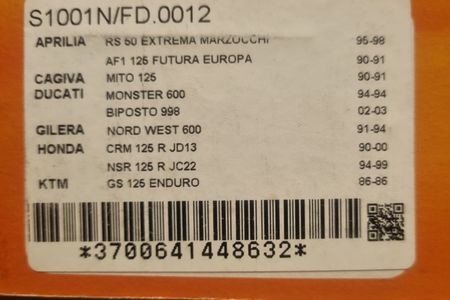 S1001N/FD.0012
APRILIA RS 50 EXTREMA MARZOCCHI 95-98
AF1 125 FUTURA EUROPA 90-91
CAGIVA MITO 125 90-91
DUCATI MONSTER 600 94-94
BIPOSTO 998 02-03
GILERA NORD WEST 600 91-94
HONDA CRM 125 R JD13 90-00
NSR 125 R JC22 94-99
KTM GS 125 ENDURO 86-86
*3700641448632*